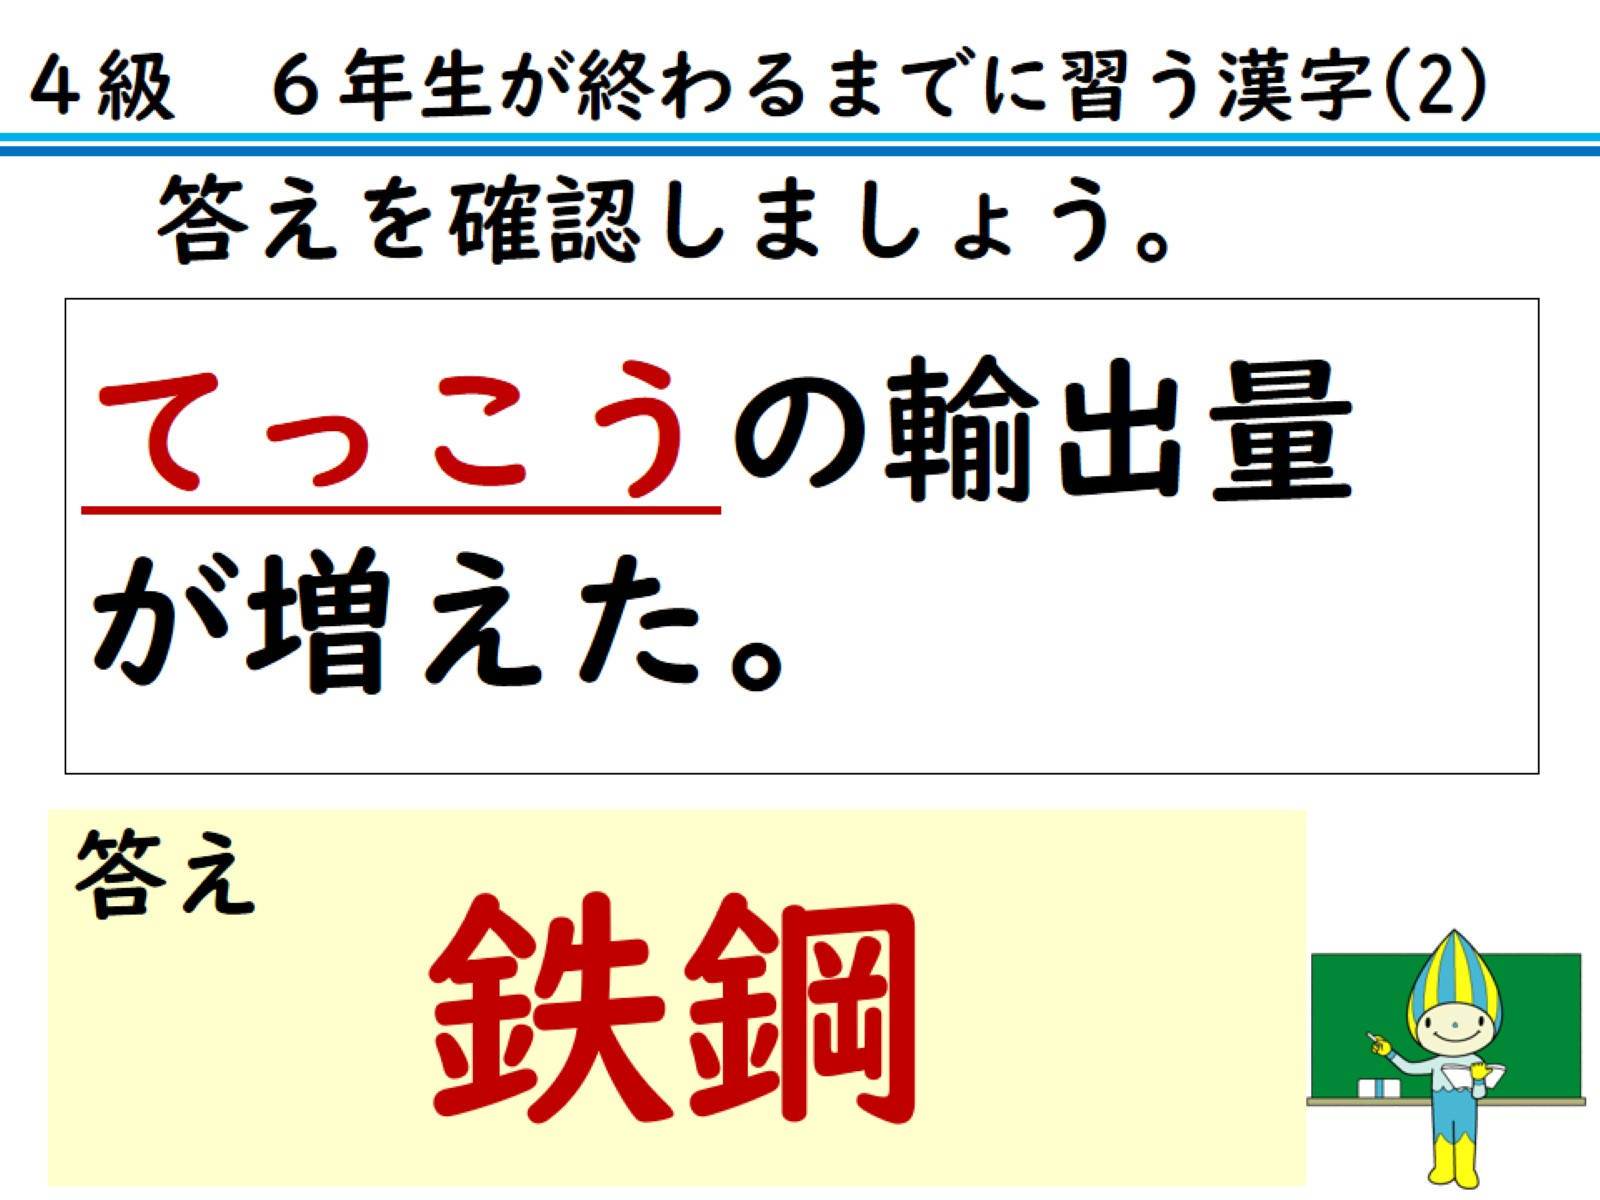 ４級　６年生が終わるまでに習う漢字(2)
答えを確認しましょう。
てっこうの輸出量
が増えた。
答え
鉄鋼